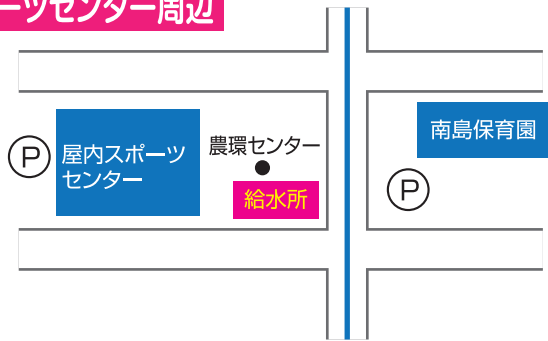 ーツセンター周辺
P
屋内スポーツ
センター
農環センター
給水所
南島保育園
P